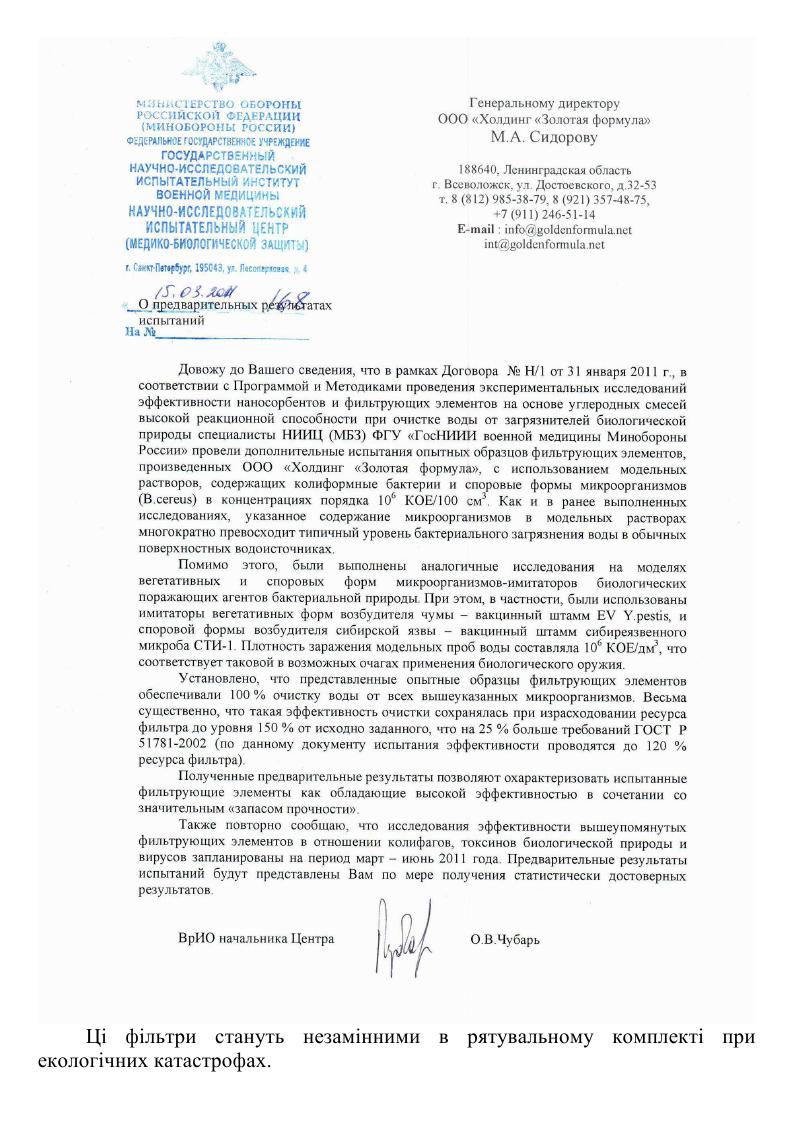 МИНИСТЕРСТВО ОБОРОНЫ
РОССИЙСКОЙ ФЕДЕРАЦИИ
(МИНОБОРОНЫ РОССИИ)
ФЕДЕРАЛЬНОЕ ГОСУДАРСТВЕННОЕ УЧРЕЖДЕНИЕ
ГОСУДАРСТВЕННЫЙ
НАУЧНО-ИССЛЕДОВАТЕЛЬСКИЙ
ИСПЫТАТЕЛЬНЫЙ ИНСТИТУТ
ВОЕННОЙ МЕДИЦИНЫ
НАУЧНО-ИССЛЕДОВАТЕЛЬСКИЙ
ИСПЫТАТЕЛЬНЫЙ ЦЕНТР
(МЕДИКО-БИОЛОГИЧЕСКОЙ ЗАЩИТЫ)
г. Санкт-Петербург, 195043, ул. Лесопарковая, д. 4
15.03.2011 168
О предварительных результатах
испытаний
На №
Генеральному директору
ООО «Холдинг «Золотая формула»
М.А. Сидорову
188640, Ленинградская область
г. Всеволожск, ул. Достоевского, д.32-53
т. 8 (812) 985-38-79, 8 (921) 357-48-75,
+7 (911) 246-51-14
E-mail : info@goldenformula.net
int@goldenformula.net
Довожу до Вашего сведения, что в рамках Договора № Н/1 от 31 января 2011 г., в
соответствии с Программой и Методиками проведения экспериментальных исследований
эффективности наносорбентов и фильтрующих элементов на основе углеродных смесей
высокой реакционной способности при очистке воды от загрязнителей биологической
природы специалисты НИИЦ (МБЗ) ФГУ «ГосНИИИ военной медицины Минобороны
России» провели дополнительные испытания опытных образцов фильтрующих элементов,
произведенных ООО «Холдинг «Золотая формула», с использованием модельных
растворов, содержащих колиформные бактерии и споровые формы микроорганизмов
(B.cereus) в концентрациях порядка 10⁶ КОЕ/100 см³. Как и в ранее выполненных
исследованиях, указанное содержание микроорганизмов в модельных растворах
многократно превосходит типичный уровень бактериального загрязнения воды в обычных
поверхностных водоисточниках.
Помимо этого, были выполнены аналогичные исследования на моделях
вегетативных и споровых форм микроорганизмов-имитаторов биологических
поражающих агентов бактериальной природы. При этом, в частности, были использованы
имитаторы вегетативных форм возбудителя чумы – вакцинный штамм EV Y.pestis, и
споровой формы возбудителя сибирской язвы – вакцинный штамм сибиреязвенного
микроба СТИ-1. Плотность заражения модельных проб воды составляла 10⁶ КОЕ/дм³, что
соответствует таковой в возможных очагах применения биологического оружия.
Установлено, что представленные опытные образцы фильтрующих элементов
обеспечивали 100 % очистку воды от всех вышеуказанных микроорганизмов. Весьма
существенно, что такая эффективность очистки сохранялась при израсходовании ресурса
фильтра до уровня 150 % от исходно заданного, что на 25 % больше требований ГОСТ Р
51781-2002 (по данному документу испытания эффективности проводятся до 120 %
ресурса фильтра).
Полученные предварительные результаты позволяют охарактеризовать испытанные
фильтрующие элементы как обладающие высокой эффективностью в сочетании со
значительным «запасом прочности».
Также повторно сообщаю, что исследования эффективности вышеупомянутых
фильтрующих элементов в отношении колифагов, токсинов биологической природы и
вирусов запланированы на период март – июнь 2011 года. Предварительные результаты
испытаний будут представлены Вам по мере получения статистически достоверных
результатов.
ВрИО начальника Центра О.В.Чубарь
Ці фільтри стануть незамінними в рятувальному комплекті при
екологічних катастрофах.